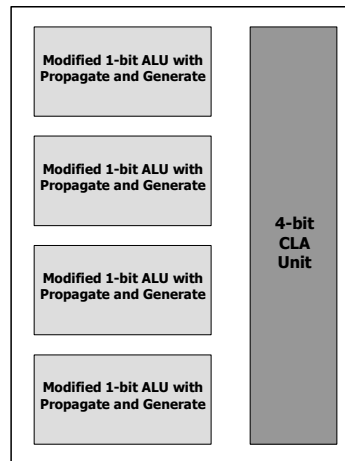 Modified 1-bit ALU with
Propagate and Generate
Modified 1-bit ALU with
Propagate and Generate
Modified 1-bit ALU with
Propagate and Generate
Modified 1-bit ALU with
Propagate and Generate
4-bit
CLA
Unit